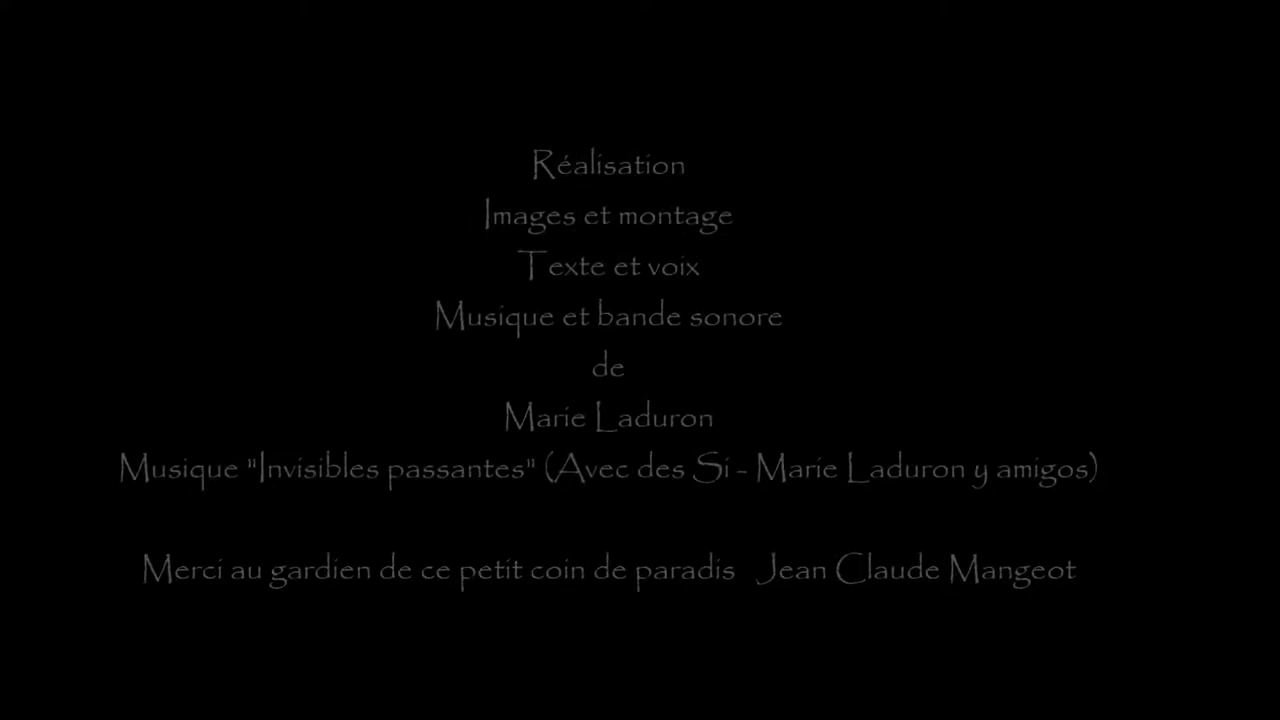 Réalisation
Images et montage
Texte et voix
Musique et bande sonore
de
Marie Laduron
Musique "Invisibles passantes" (Avec des Si - Marie Laduron y amigos)
Merci au gardien de ce petit coin de paradis Jean Claude Mangeot